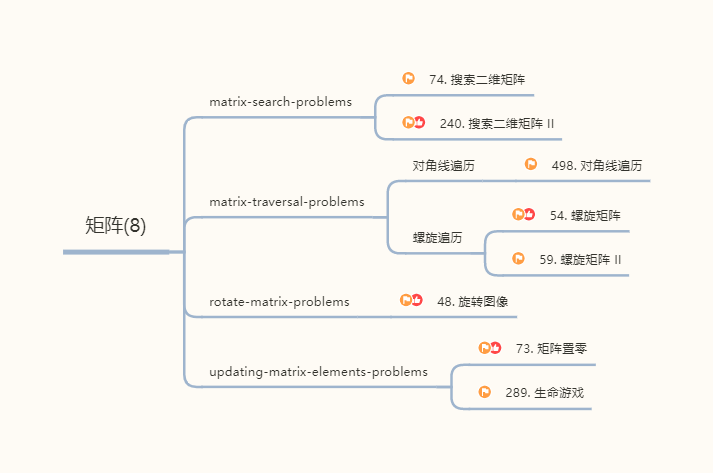 矩阵(8)
matrix-search-problems
74. 搜索二维矩阵
240. 搜索二维矩阵 II
matrix-traversal-problems
对角线遍历
498. 对角线遍历
螺旋遍历
54. 螺旋矩阵
59. 螺旋矩阵 II
rotate-matrix-problems
48. 旋转图像
updating-matrix-elements-problems
73. 矩阵置零
289. 生命游戏